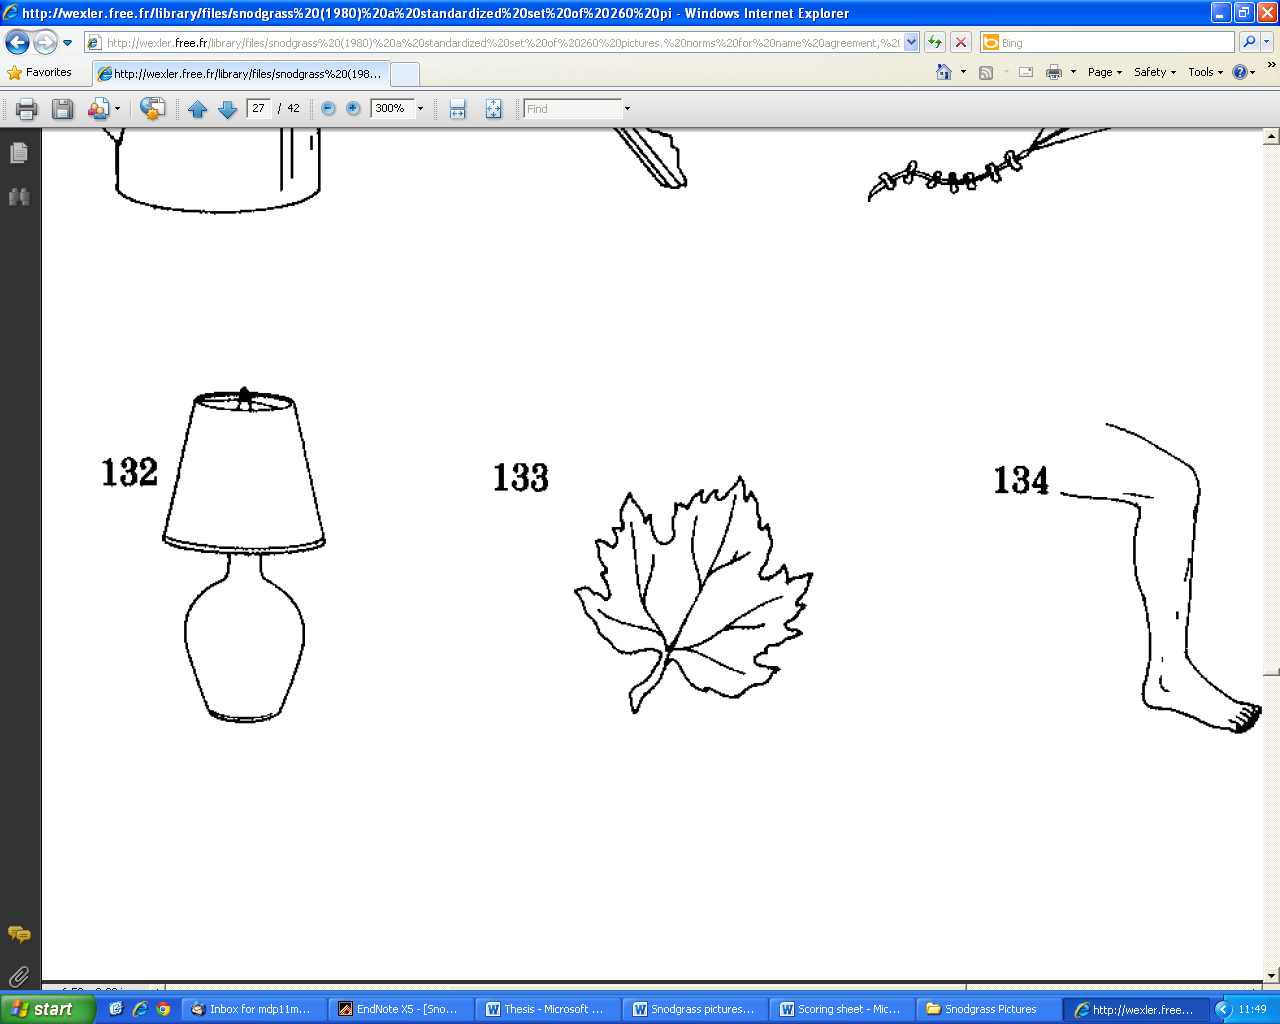 http://wexler.free.fr/library/files/snodgrass%20(1980)%20a%20standardized%20set%20of%20260%20pi - Windows Internet Explorer
http://wexler.free.fr/library/files/snodgrass%20(1980)%20a%20standardized%20set%20of%20260%20pictures.%20norms%20for%20name%20agreement,%2(
Bing
Favorites
http://wexler.free.fr/library/files/snodgrass%20(198...
Page
Safety
Tools
27 / 42
300%
Find
132
133
134
start
Inbox for mdp11m...
EndNote X5 - [Sno...
Thesis - Microsoft ...
Snodgrass pictures...
Scoring sheet - Mic...
Snodgrass Pictures
http://wexler.free...
11:49